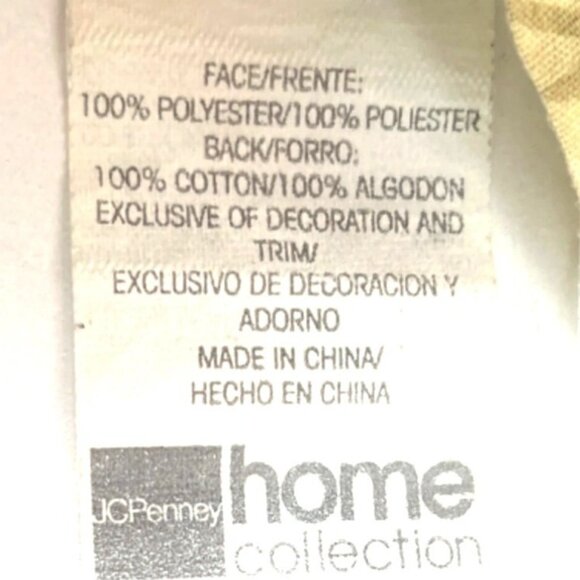 FACE/FRENTE:
100% POLYESTER/100% POLIESTER
BACK/FORRO:
100% COTTON/100% ALGODON
EXCLUSIVE OF DECORATION AND
TRIM/
EXCLUSIVO DE DECORACION Y
ADORNO
MADE IN CHINA/
HECHO EN CHINA
JCPenney home
collection